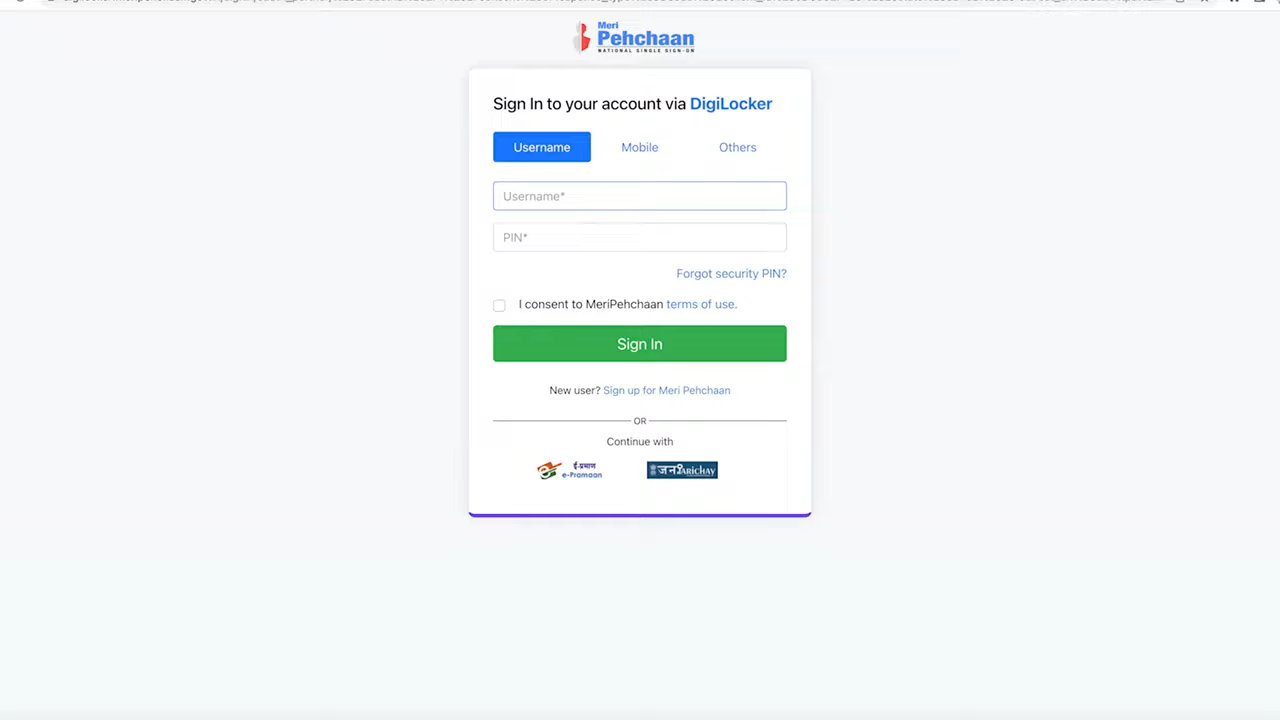 Meri
Pehchaan
NATIONAL SINGLE SIGN-ON
Sign In to your account via DigiLocker
Username
Mobile
Others
Username*
PIN*
Forgot security PIN?
I consent to MeriPehchaan terms of use.
Sign In
New user? Sign up for Meri Pehchaan
OR
Continue with
ई-प्रमाण
e-Pramaan
जन Parichay